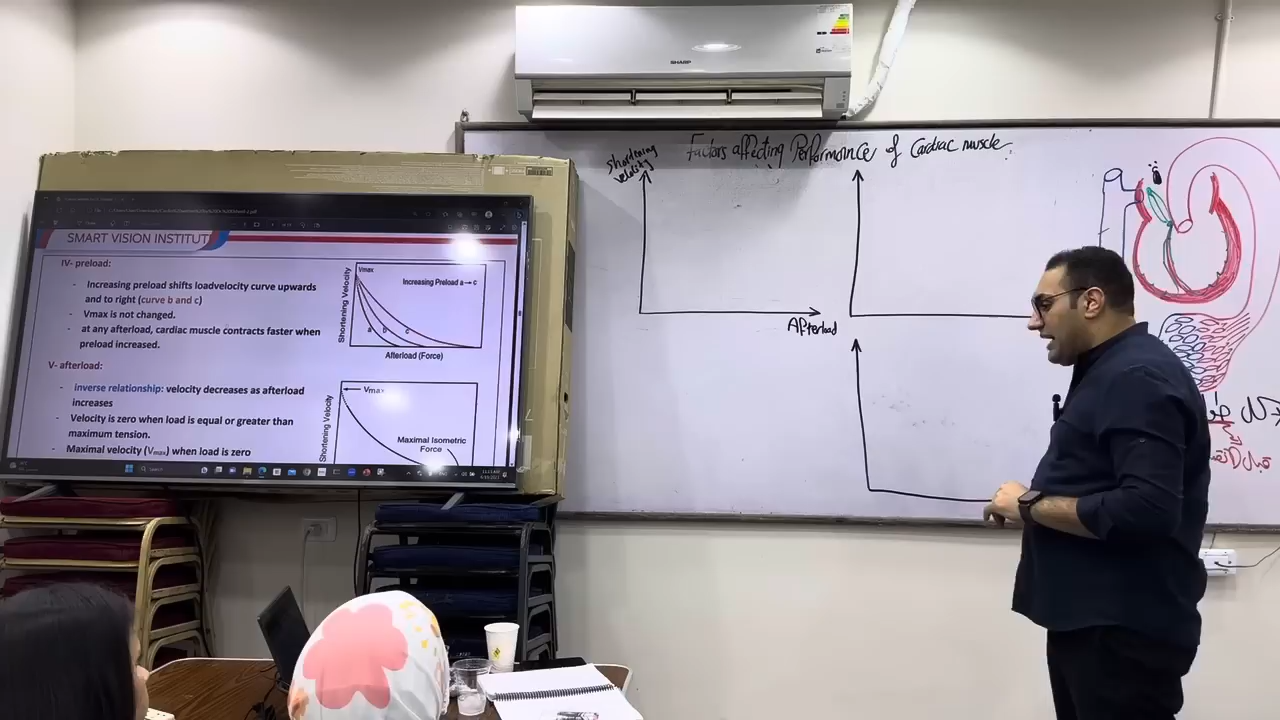 SHARP
Factors affecting Performance of Cardiac muscle
Shortening
velocity
Afterload
SMART VISION INSTITUT
IV- preload:
- Increasing preload shifts loadvelocity curve upwards
and to right (curve b and c)
- Vmax is not changed.
- at any afterload, cardiac muscle contracts faster when
preload increased.
Shortening Velocity
Vmax
Increasing Preload a→c
a
b
c
Afterload (Force)
V- afterload:
- inverse relationship: velocity decreases as afterload
increases
- Velocity is zero when load is equal or greater than
maximum tension.
- Maximal velocity (Vmax) when load is zero
Shortening Velocity
Vmax
Maximal Isometric
Force
Search